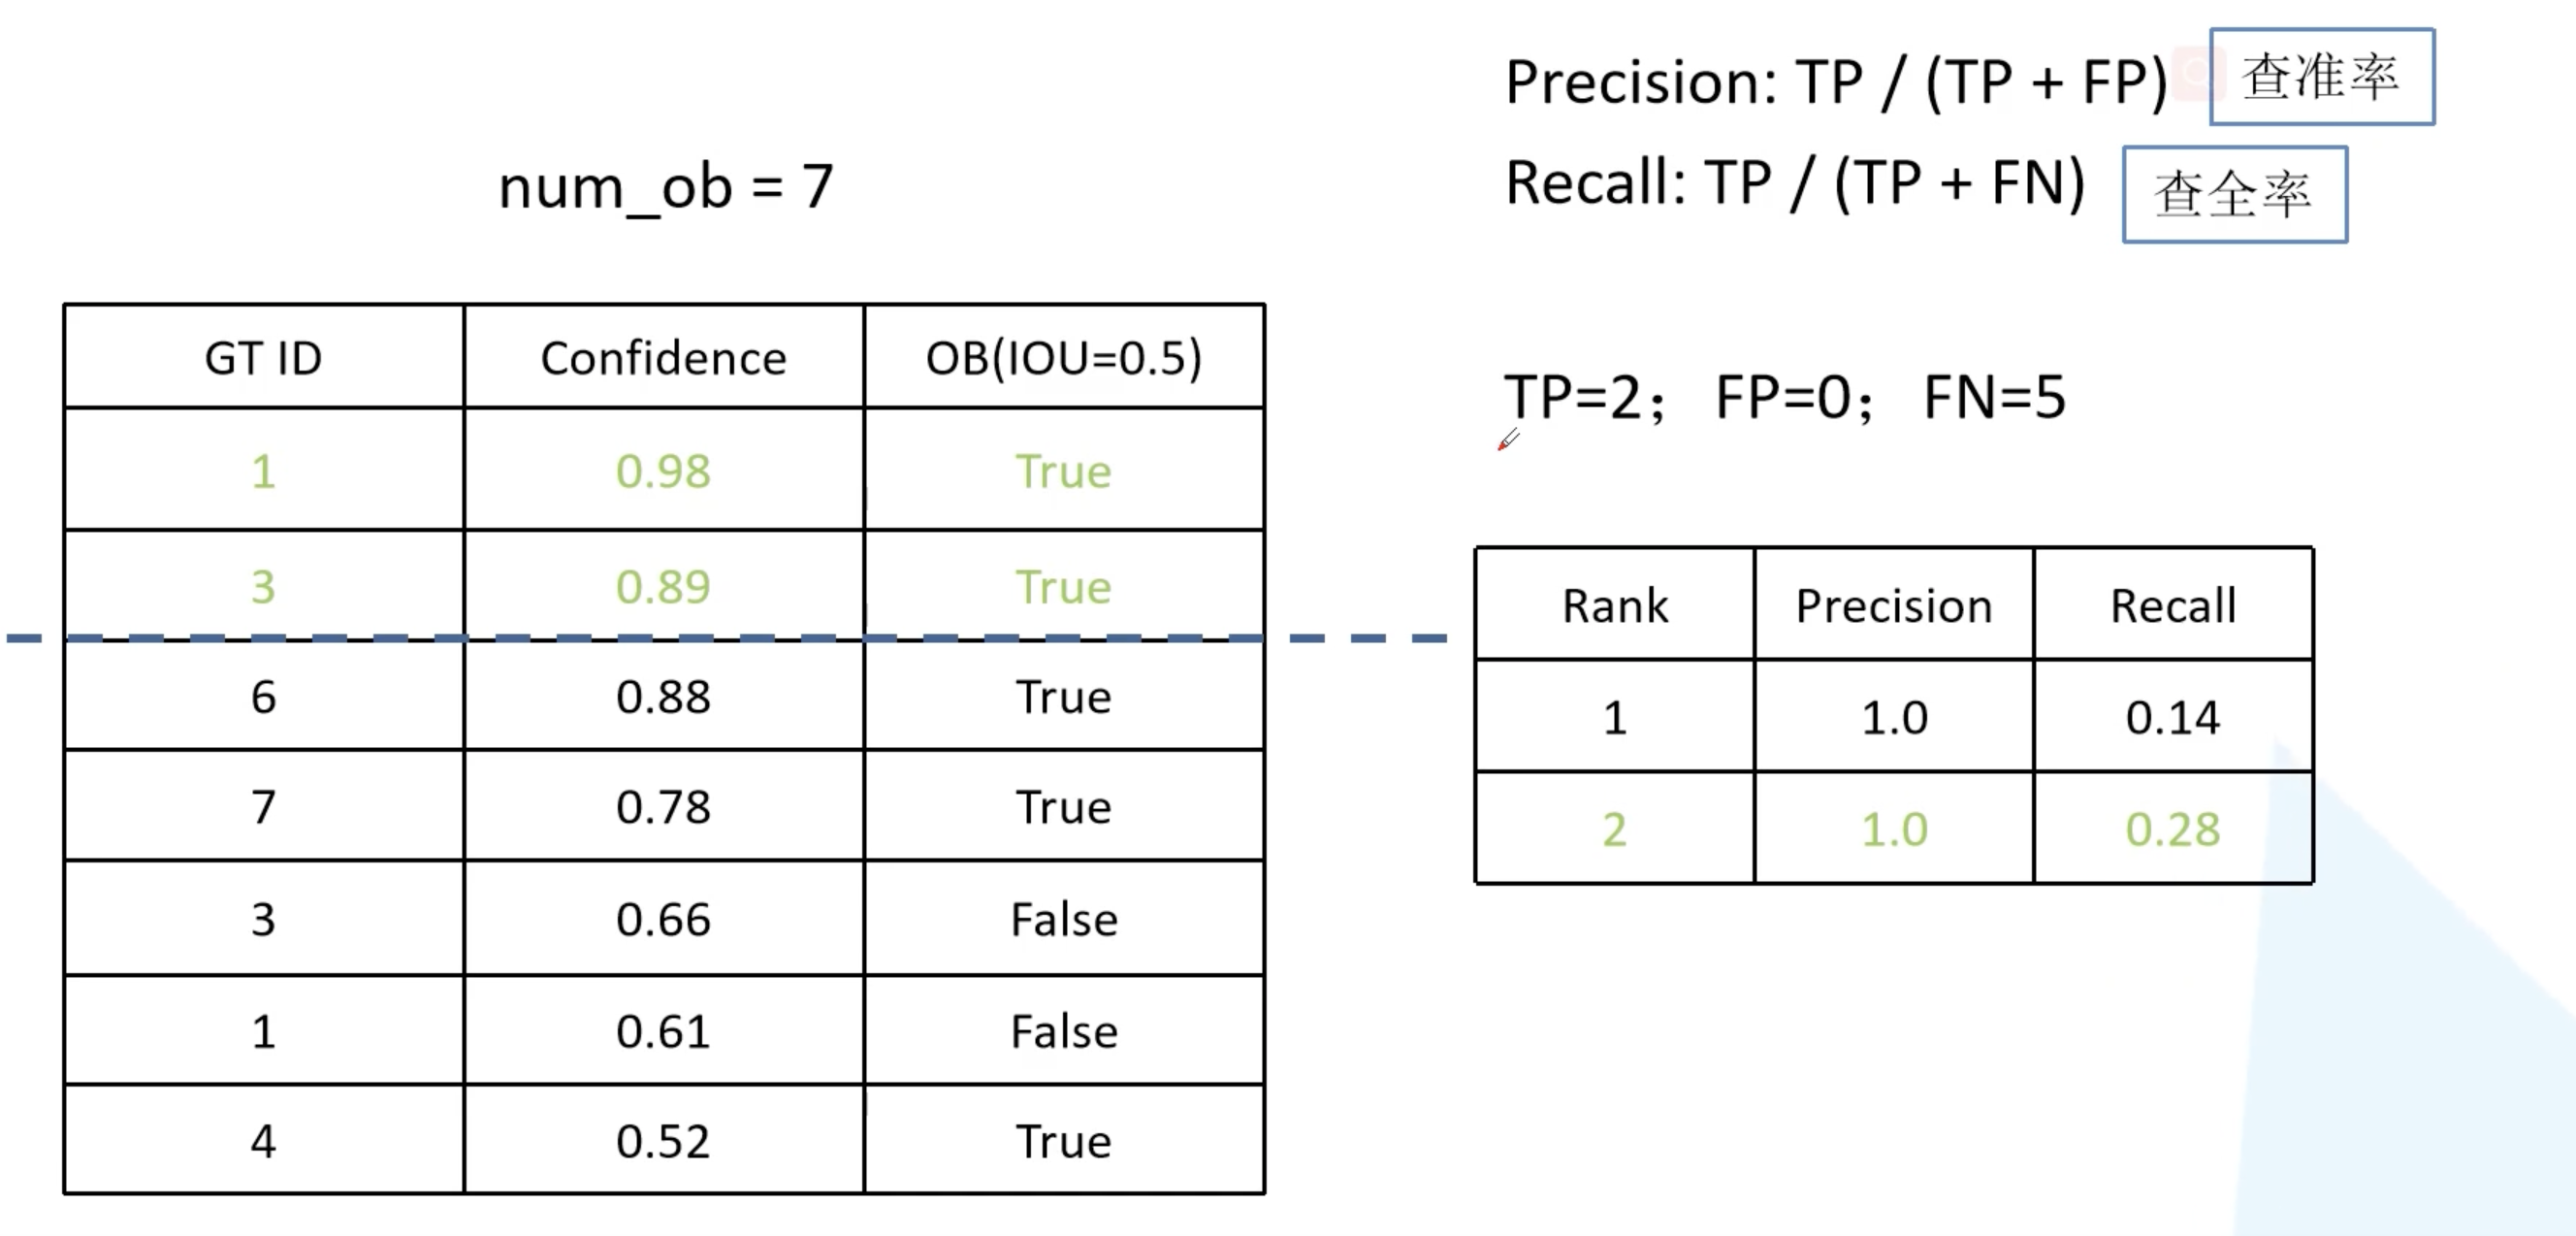 Precision: TP / (TP + FP) 查准率
num_ob = 7
Recall: TP / (TP + FN) 查全率
GT ID Confidence OB(IOU=0.5)
1 0.98 True
3 0.89 True
6 0.88 True
7 0.78 True
3 0.66 False
1 0.61 False
4 0.52 True
TP=2； FP=0； FN=5
Rank Precision Recall
1 1.0 0.14
2 1.0 0.28